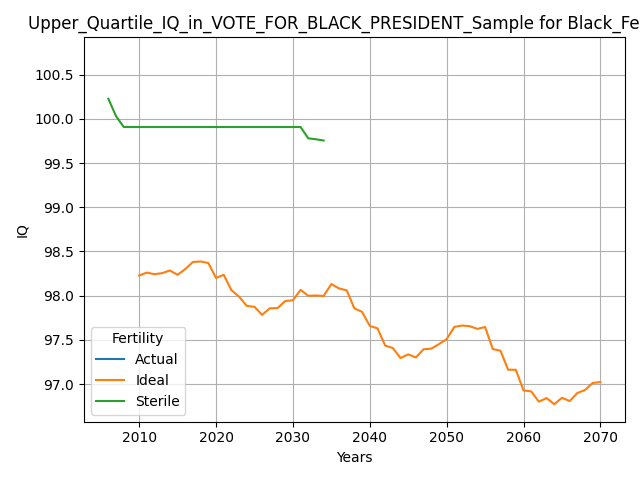 Upper_Quartile_IQ_in_VOTE_FOR_BLACK_PRESIDENT_Sample for Black_Fe
100.5
100.0
99.5
99.0
98.5
98.0
97.5
97.0
IQ
Fertility
Actual
Ideal
Sterile
2010 2020 2030 2040 2050 2060 2070
Years